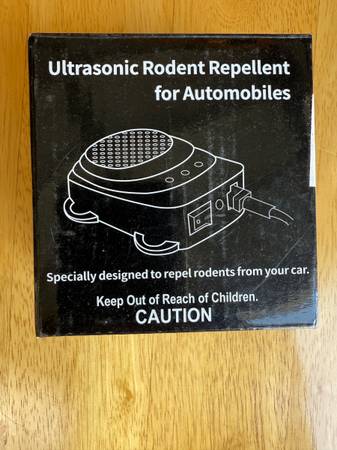 Ultrasonic Rodent Repellent
for Automobiles
Specially designed to repel rodents from your car.
Keep Out of Reach of Children.
CAUTION